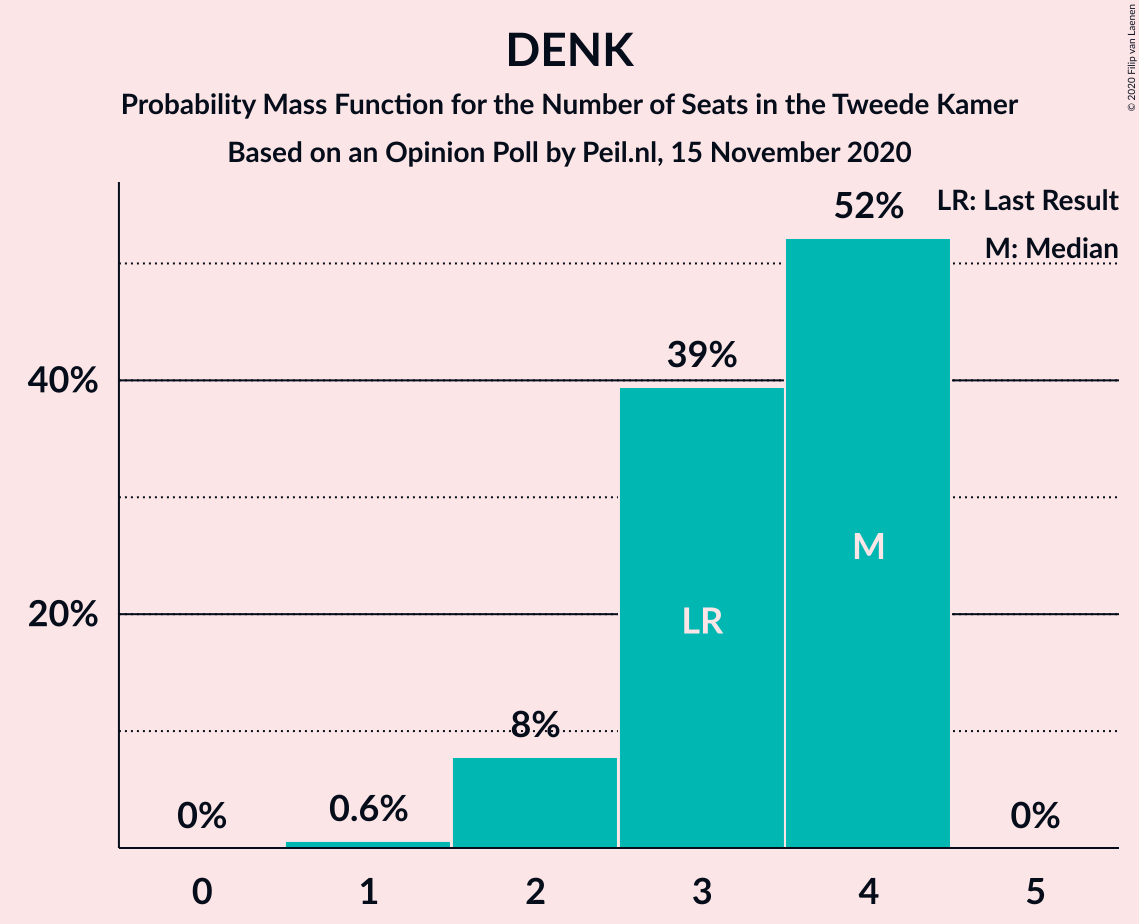 DENK
Probability Mass Function for the Number of Seats in the Tweede Kamer
Based on an Opinion Poll by Peil.nl, 15 November 2020
© 2020 Filip van Laenen
LR: Last Result
M: Median
52%
39%
40%
M
LR
20%
8%
0%
0.6%
0%
0 1 2 3 4 5